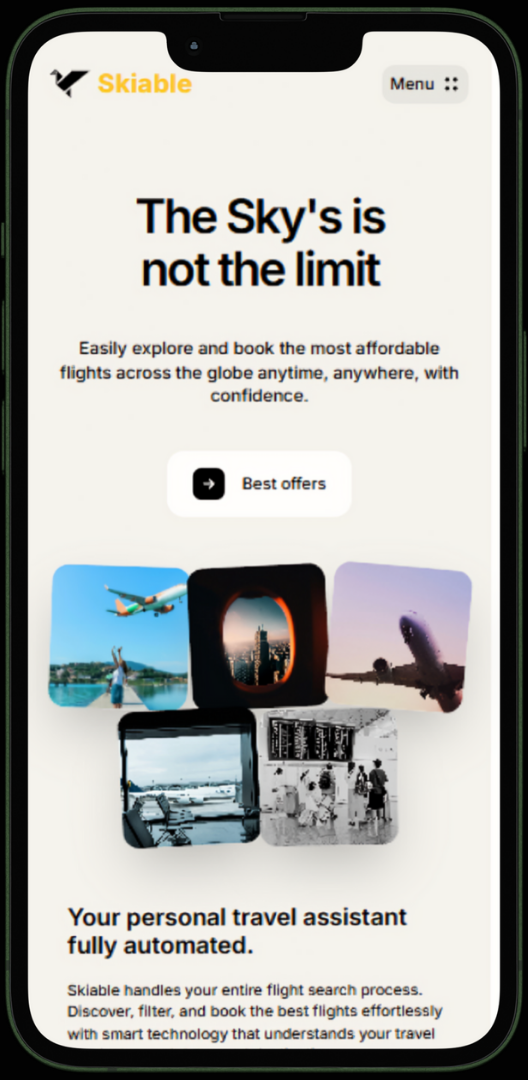 Skiable
Menu
The Sky's is
not the limit
Easily explore and book the most affordable
flights across the globe anytime, anywhere, with
confidence.
Best offers
Your personal travel assistant
fully automated.
Skiable handles your entire flight search process.
Discover, filter, and book the best flights effortlessly
with smart technology that understands your travel